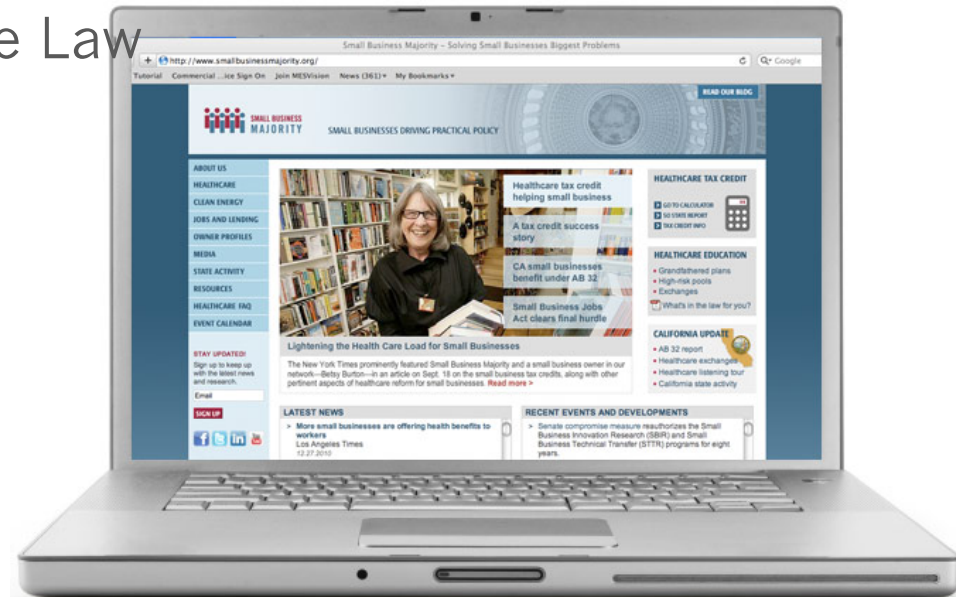 e Law
Small Business Majority – Solving Small Businesses Biggest Problems
+ http://www.smallbusinessmajority.org/ Google
Tutorial Commercial ...ice Sign On Join MESVision News (361)▾ My Bookmarks▾
READ OUR BLOG
SMALL BUSINESS
MAJORITY
SMALL BUSINESSES DRIVING PRACTICAL POLICY
ABOUT US
HEALTHCARE
CLEAN ENERGY
JOBS AND LENDING
OWNER PROFILES
MEDIA
STATE ACTIVITY
RESOURCES
HEALTHCARE FAQ
EVENT CALENDAR
STAY UPDATED!
Sign up to keep up
with the latest news
and research.
Email
SIGN UP
Healthcare tax credit
helping small business
A tax credit success
story
CA small businesses
benefit under AB 32
Small Business Jobs
Act clears final hurdle
Lightening the Health Care Load for Small Businesses
The New York Times prominently featured Small Business Majority and a small business owner in our
network—Betsy Burton—in an article on Sept. 18 on the small business tax credits, along with other
pertinent aspects of healthcare reform for small businesses. Read more >
LATEST NEWS
> More small businesses are offering health benefits to
workers
Los Angeles Times
12.27.2010
RECENT EVENTS AND DEVELOPMENTS
> Senate compromise measure reauthorizes the Small
Business Innovation Research (SBIR) and Small
Business Technical Transfer (STTR) programs for eight
years.
HEALTHCARE TAX CREDIT
GO TO CALCULATOR
50 STATE REPORT
TAX CREDIT INFO
HEALTHCARE EDUCATION
• Grandfathered plans
• High-risk pools
• Exchanges
What's in the law for you?
CALIFORNIA UPDATE
• AB 32 report
• Healthcare exchanges
• Healthcare listening tour
• California state activity